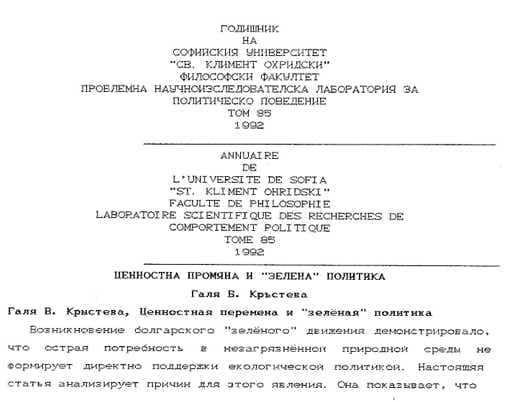 ГОДИШНИК
НА
СОФИЙСКИЯ УНИВЕРСИТЕТ
"СВ. КЛИМЕНТ ОХРИДСКИ"
ФИЛОСОФСКИ ФАКУЛТЕТ
ПРОБЛЕМНА НАУЧНОИЗСЛЕДОВАТЕЛСКА ЛАБОРАТОРИЯ ЗА
ПОЛИТИЧЕСКО ПОВЕДЕНИЕ
ТОМ 85
1992
ANNUAIRE
DE
L'UNIVERSITE DE SOFIA
"ST. KLIMENT OHRIDSKI"
FACULTE DE PHILOSOPHIE
LABORATOIRE SCIENTIFIQUE DES RECHERCHES DE
COMPORTEMENT POLITIQUE
TOME 85
1992
ЦЕННОСТНА ПРОМЯНА И "ЗЕЛЕНА" ПОЛИТИКА
Галя Б. Кръстева
Галя В. Кристева, Ценностная перемена и "зелёная" политика
Возникновение болгарского "зелёного" движения демонстрировало,
что острая потребность в незагрязнённой природной среды не
формирует директно поддержки екологической политикой. Настоящяя
статья анализирует причин для этого явления. Она показывает, что